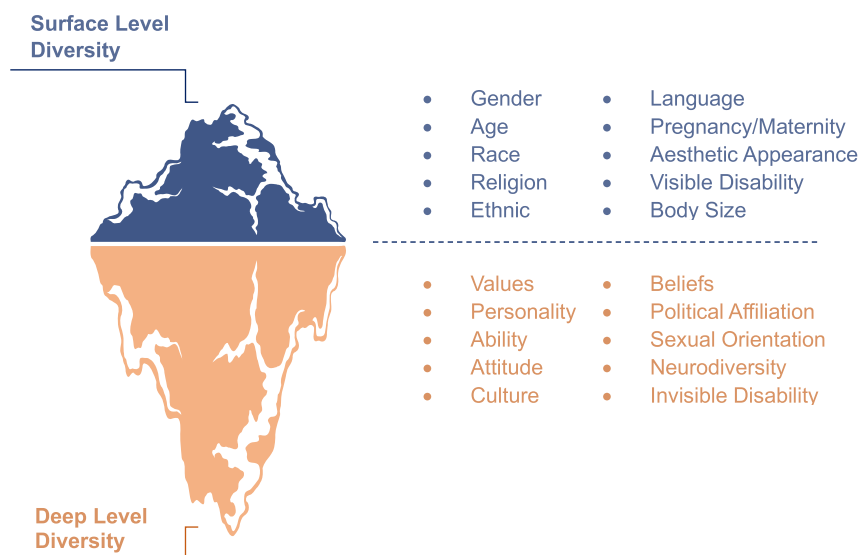 Surface Level
Diversity
• Gender
• Age
• Race
• Religion
• Ethnic
• Language
• Pregnancy/Maternity
• Aesthetic Appearance
• Visible Disability
• Body Size
• Values
• Personality
• Ability
• Attitude
• Culture
• Beliefs
• Political Affiliation
• Sexual Orientation
• Neurodiversity
• Invisible Disability
Deep Level
Diversity